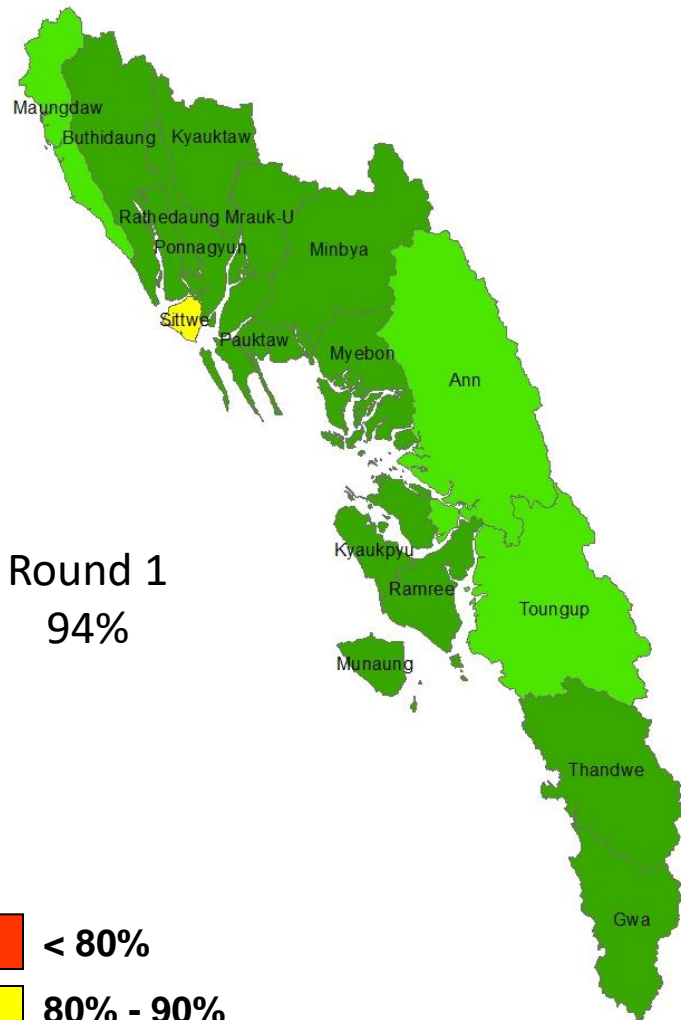 Maungdaw
Buthidaung
Kyauktaw
Rathedaung
Mrauk-U
Ponnagyun
Minbya
Sittwe
Pauktaw
Myebon
Ann
Kyaukpyu
Ramree
Toungup
Munaung
Thandwe
Gwa
Round 1
94%
< 80%
80% - 90%